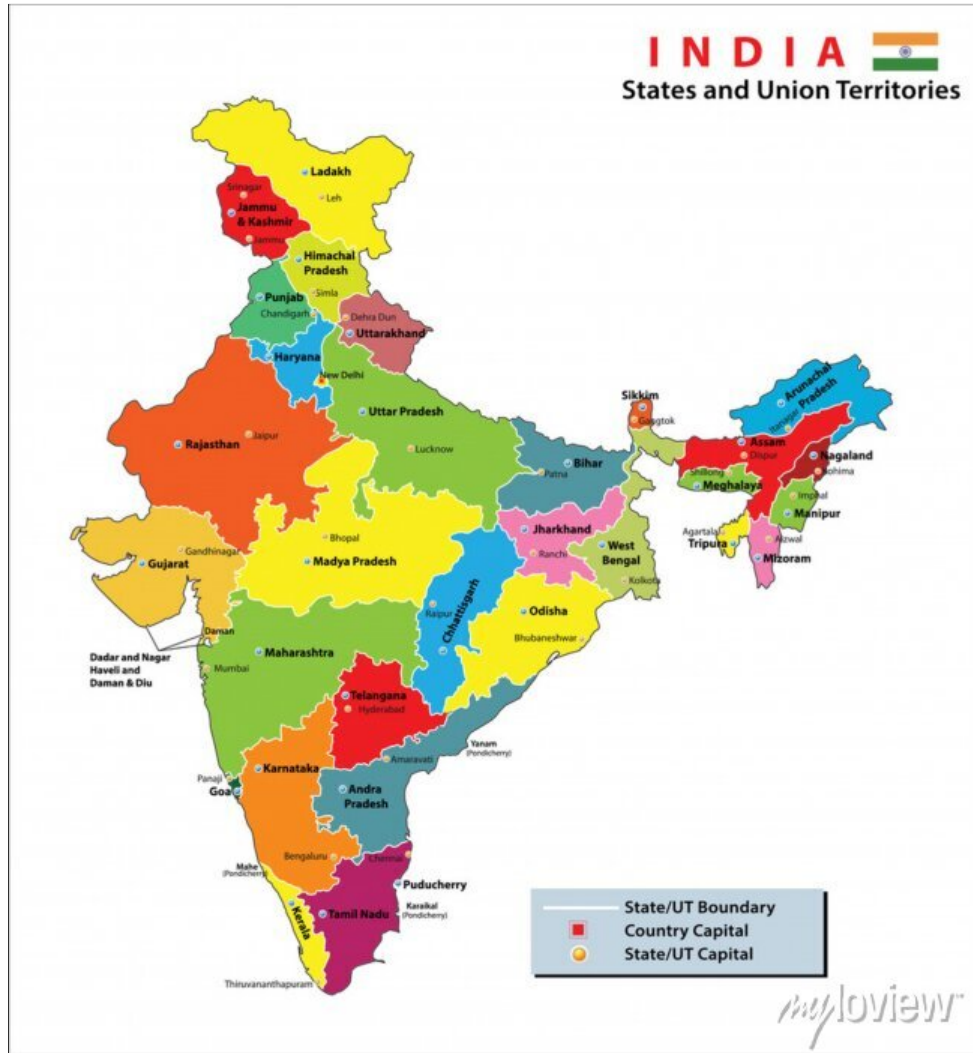 INDIA
States and Union Territories
Ladakh
Leh
Srinagar
Jammu
& Kashmir
Jammu
Himachal
Pradesh
Simla
Punjab
Chandigarh
Dehra Dun
Uttarakhand
Haryana
New Delhi
Uttar Pradesh
Lucknow
Rajasthan
Jaipur
Sikkim
Gangtok
Arunachal
Pradesh
Itanagar
Assam
Dispur
Nagaland
Kohima
Shillong
Meghalaya
Imphal
Manipur
Bihar
Patna
Agartala
Tripura
Aizwal
Mizoram
Jharkhand
Ranchi
West
Bengal
Kolkota
Gandhinagar
Gujarat
Bhopal
Madya Pradesh
Chhattisgarh
Raipur
Odisha
Bhubaneshwar
Daman
Dadar and Nagar
Haveli and
Daman & Diu
Maharashtra
Mumbai
Telangana
Hyderabad
Yanam
(Pondicherry)
Amaravati
Karnataka
Panaji
Goa
Andra
Pradesh
Bengaluru
Chennai
Mahe
(Pondicherry)
Puducherry
Karaikal
(Pondicherry)
Kerala
Tamil Nadu
Thiruvananthapuram
State/UT Boundary
Country Capital
State/UT Capital
myloview